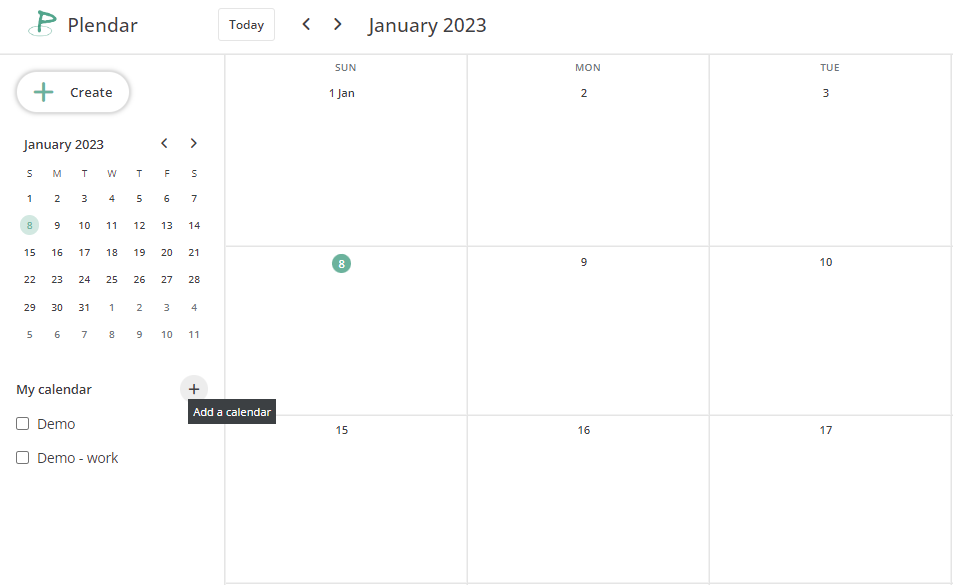 Plendar
Today
January 2023
Create
January 2023
S M T W T F S
1 2 3 4 5 6 7
8 9 10 11 12 13 14
15 16 17 18 19 20 21
22 23 24 25 26 27 28
29 30 31 1 2 3 4
5 6 7 8 9 10 11
My calendar
Add a calendar
Demo
Demo - work
SUN MON TUE
1 Jan 2 3
8 9 10
15 16 17